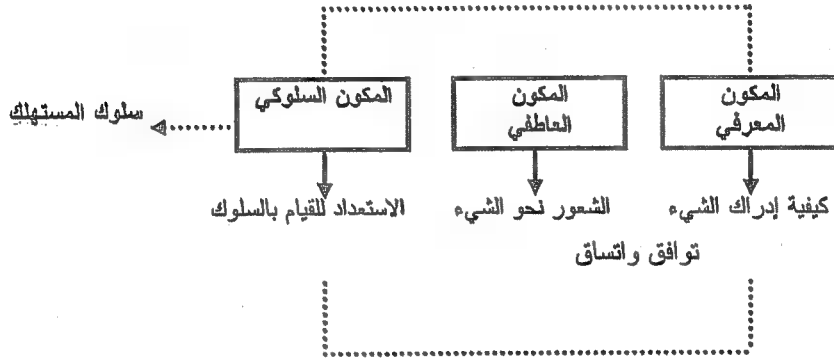 المكون
المعرفي
المكون
العاطفي
المكون السلوكي
سلوك المستهلك
كيفية إدراك الشيء
الشعور نحو الشيء
الاستعداد للقيام بالسلوك
توافق واتساق